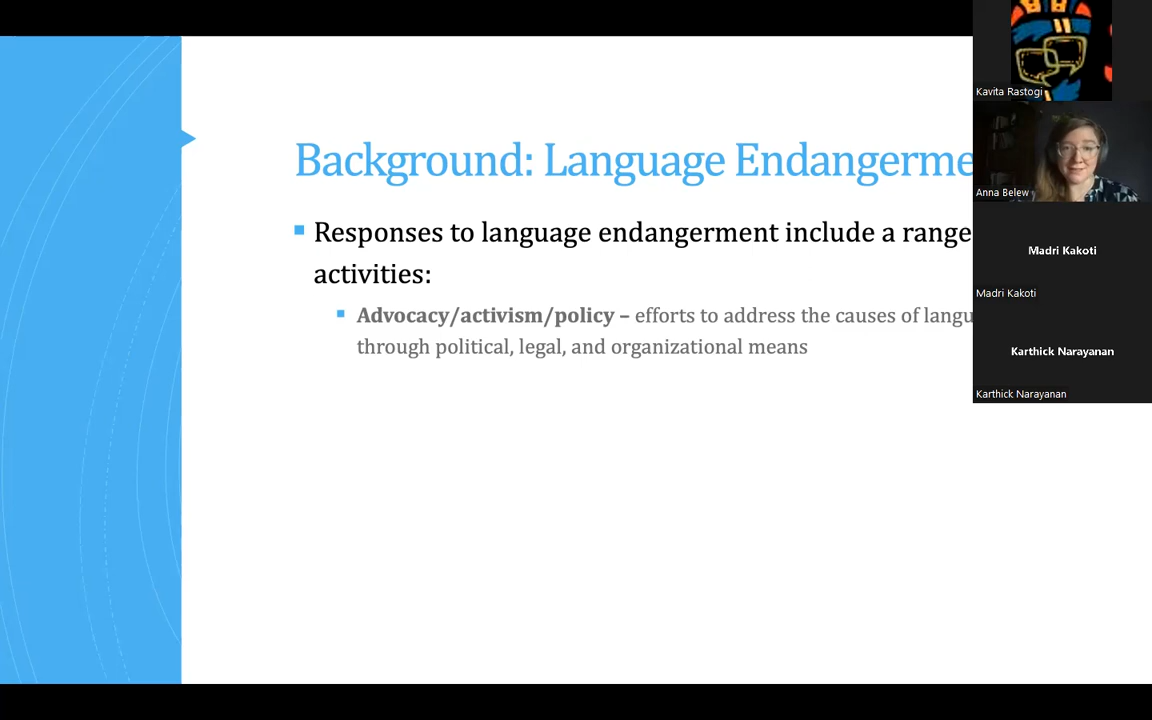 Background: Language Endangerme
Responses to language endangerment include a range
activities:
Advocacy/activism/policy – efforts to address the causes of langu
through political, legal, and organizational means
Kavita Rastogi
Anna Belew
Madri Kakoti
Madri Kakoti
Karthick Narayanan
Karthick Narayanan